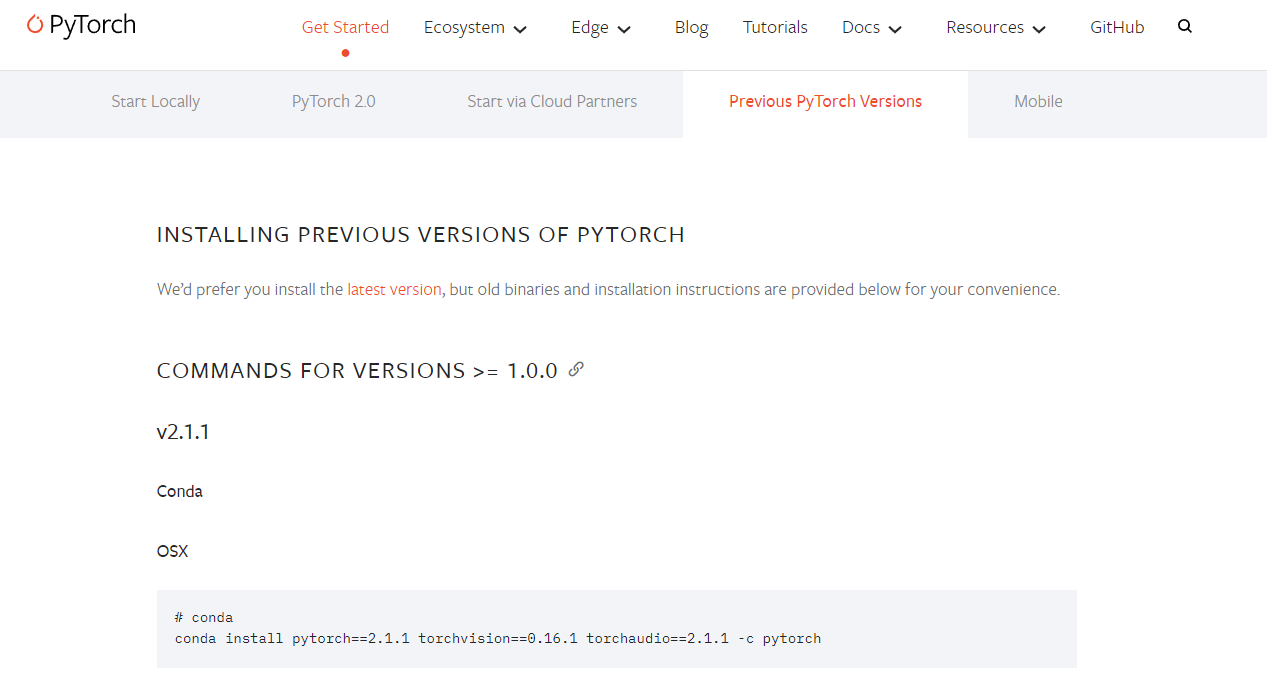 PyTorch
Get Started Ecosystem Edge Blog Tutorials Docs Resources GitHub
Start Locally PyTorch 2.0 Start via Cloud Partners Previous PyTorch Versions Mobile
INSTALLING PREVIOUS VERSIONS OF PYTORCH
We’d prefer you install the latest version, but old binaries and installation instructions are provided below for your convenience.
COMMANDS FOR VERSIONS >= 1.0.0
v2.1.1
Conda
OSX
# conda
conda install pytorch==2.1.1 torchvision==0.16.1 torchaudio==2.1.1 -c pytorch